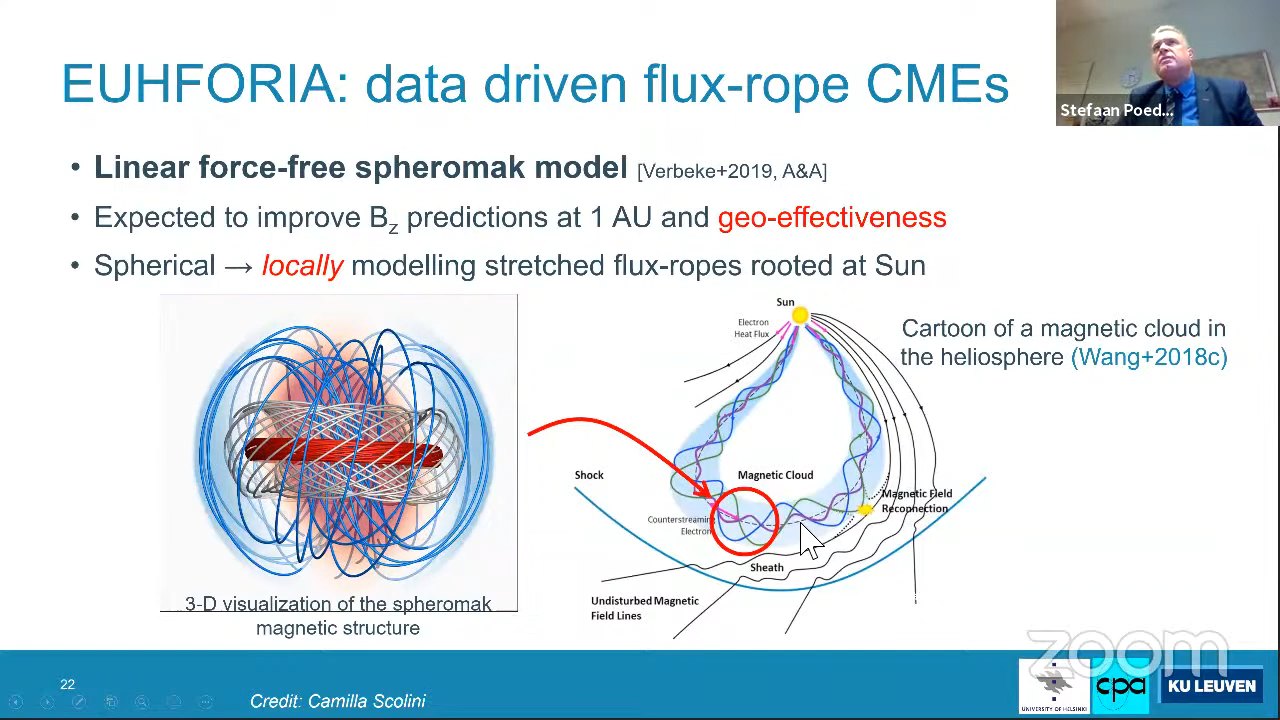 EUHFORIA: data driven flux-rope CMEs
Stefaan Poed...
• Linear force-free spheromak model [Verbeke+2019, A&A]
• Expected to improve Bz predictions at 1 AU and geo-effectiveness
• Spherical → locally modelling stretched flux-ropes rooted at Sun
Sun
Electron
Heat Flux
Cartoon of a magnetic cloud in
the heliosphere (Wang+2018c)
Shock
Magnetic Cloud
Magnetic Field
Reconnection
Counterstreaming
Electron
Sheath
Undisturbed Magnetic
Field Lines
3-D visualization of the spheromak
magnetic structure
zoom
22
Credit: Camilla Scolini
UNIVERSITY OF HELSINKI
cpa
KU LEUVEN